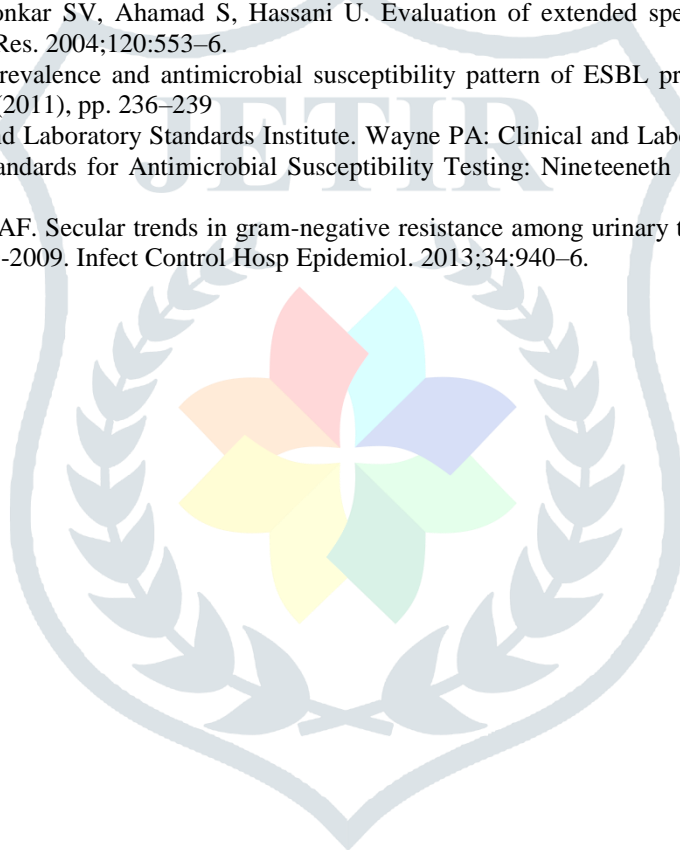 onkar SV, Ahamad S, Hassani U. Evaluation of extended spe
Res. 2004;120:553–6.
revalence and antimicrobial susceptibility pattern of ESBL pr
(2011), pp. 236–239
nd Laboratory Standards Institute. Wayne PA: Clinical and Labo
andards for Antimicrobial Susceptibility Testing: Nineteeneth
AF. Secular trends in gram-negative resistance among urinary t
-2009. Infect Control Hosp Epidemiol. 2013;34:940–6.
JETIR